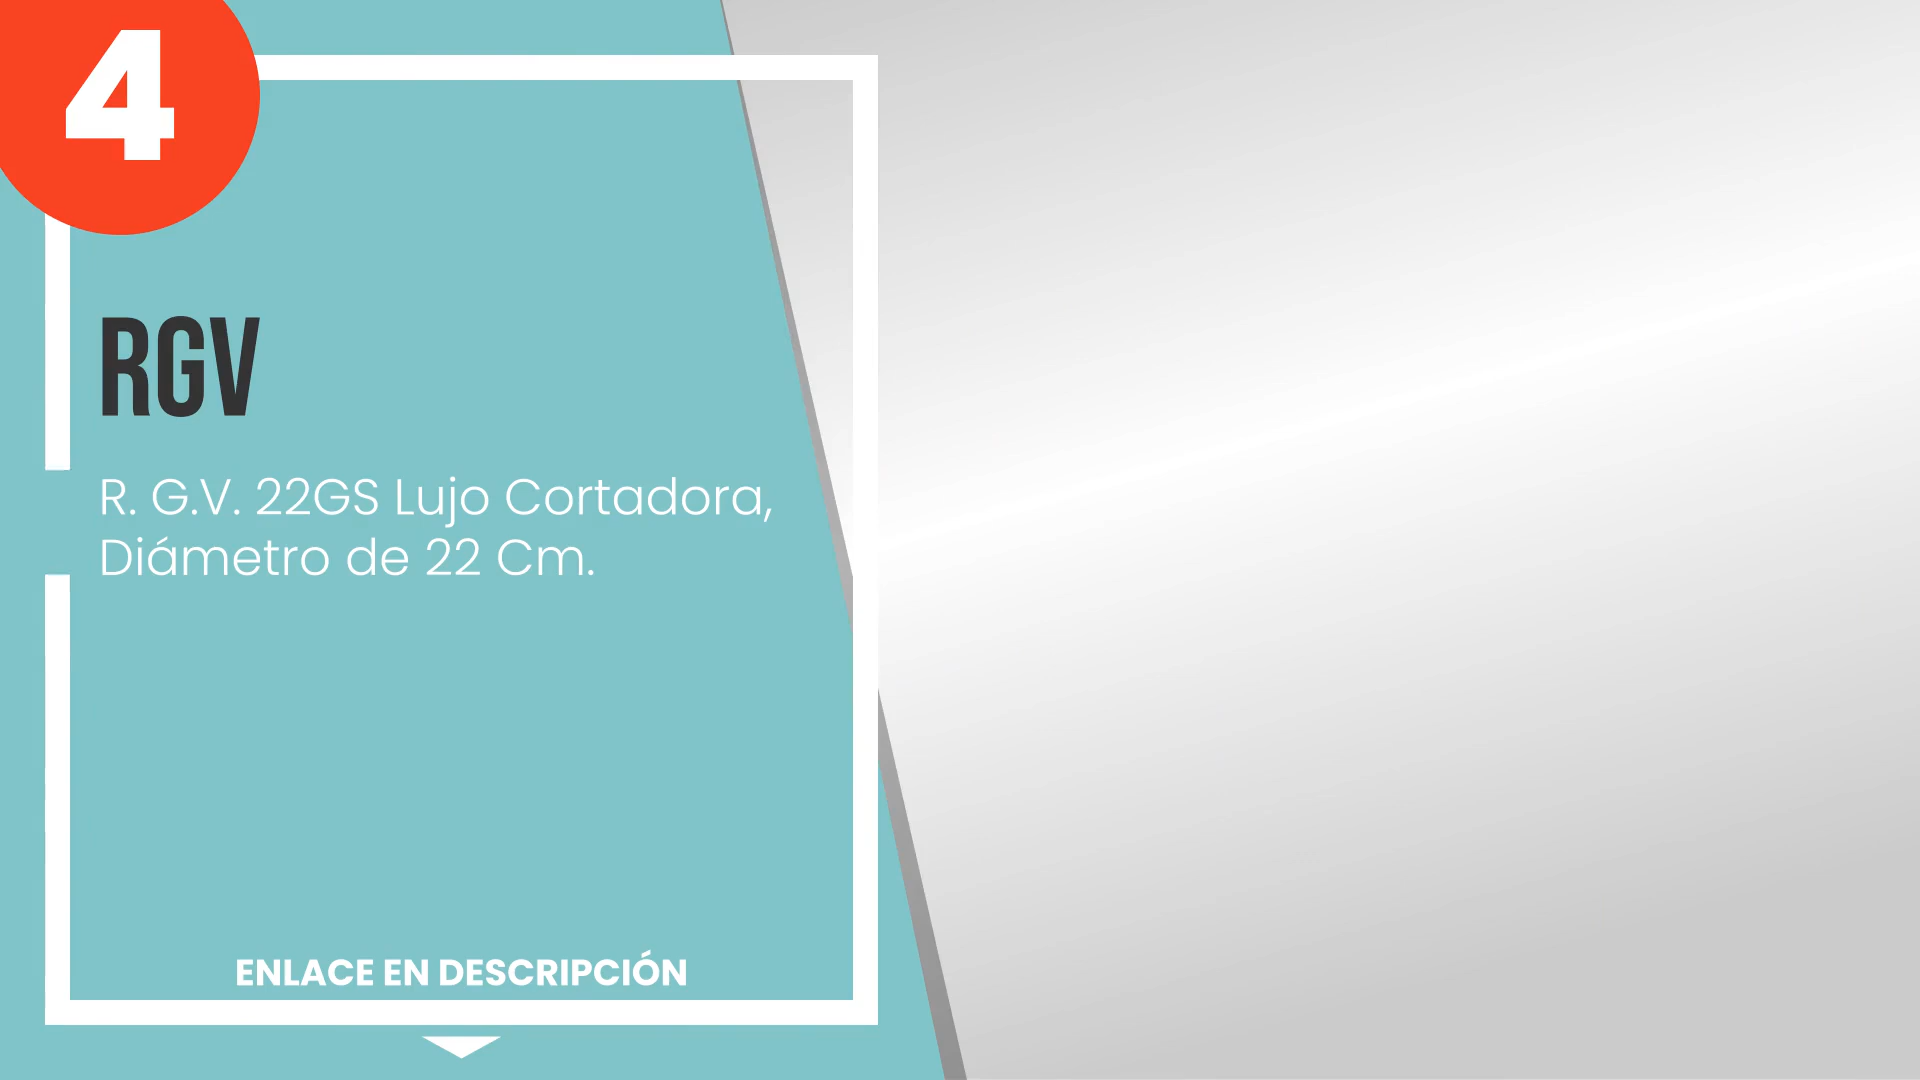 4
RGV
R. G.V. 22GS Lujo Cortadora,
Diámetro de 22 Cm.
ENLACE EN DESCRIPCIÓN